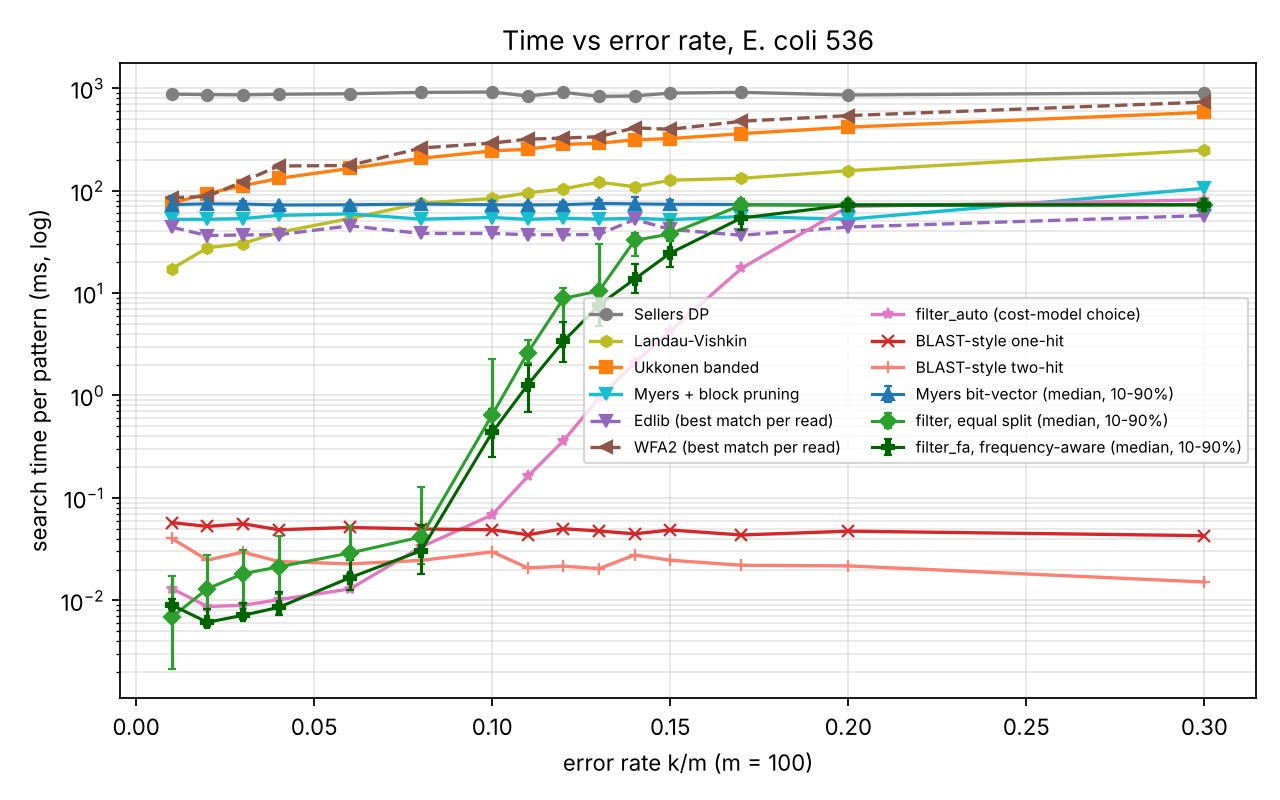 Time vs error rate, E. coli 536
search time per pattern (ms, log)
10³
10²
10¹
10⁰
10⁻¹
10⁻²
Sellers DP
Landau-Vishkin
Ukkonen banded
Myers + block pruning
Edlib (best match per read)
WFA2 (best match per read)
filter_auto (cost-model choice)
BLAST-style one-hit
BLAST-style two-hit
Myers bit-vector (median, 10-90%)
filter, equal split (median, 10-90%)
filter_fa, frequency-aware (median, 10-90%)
0.00 0.05 0.10 0.15 0.20 0.25 0.30
error rate k/m (m = 100)